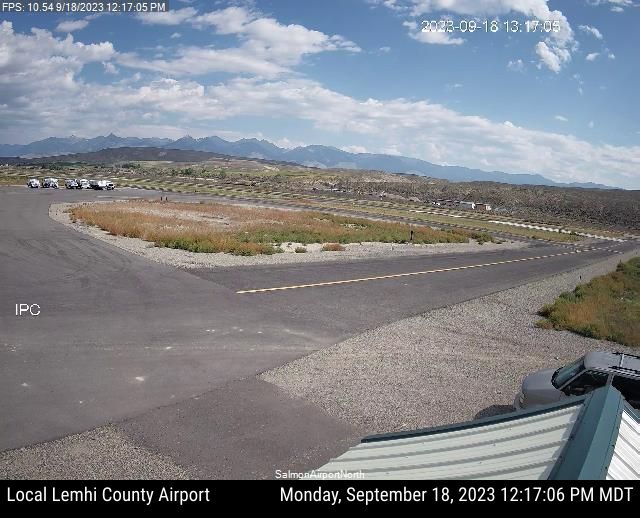 FPS: 10.54 9/18/2023 12:17:05 PM
2023-09-18 13:17:05
IPC
SalmonAirportNorth
Local Lemhi County Airport Monday, September 18, 2023 12:17:06 PM MDT